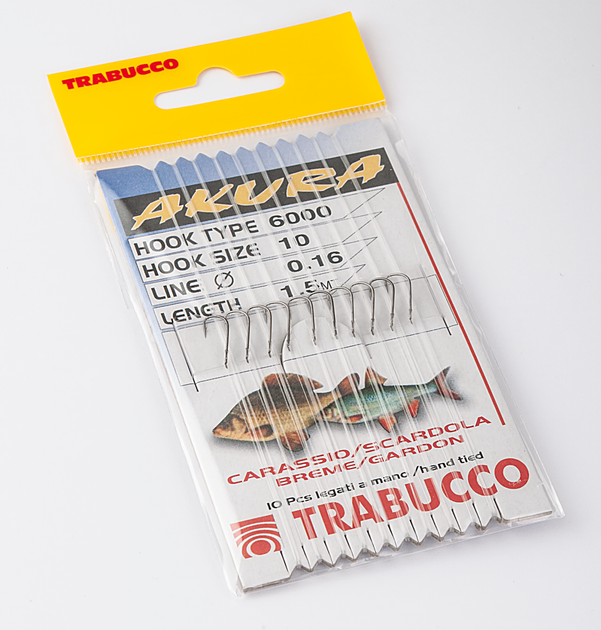 TRABUCCO
AKURA
HOOK TYPE 6000
HOOK SIZE 10
LINE Ø 0.16
LENGTH 1.5M
CARASSIO/SCARDOLA
BREME/GARDON
10 Pcs legati a mano/hand tied
TRABUCCO